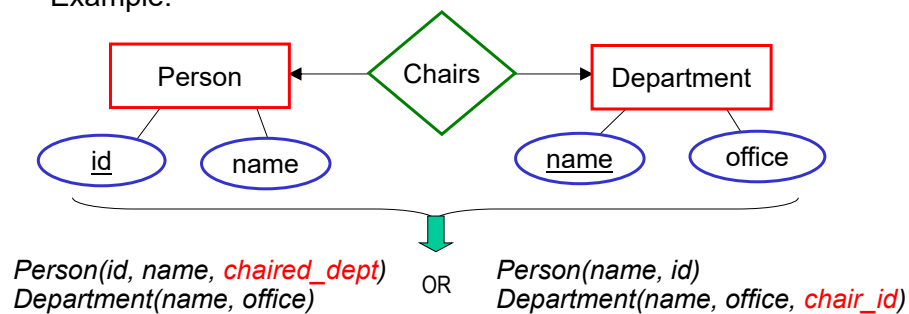 Example:
Person
Chairs
Department
id
name
name
office
Person(id, name, chaired_dept)
Department(name, office)
OR
Person(name, id)
Department(name, office, chair_id)